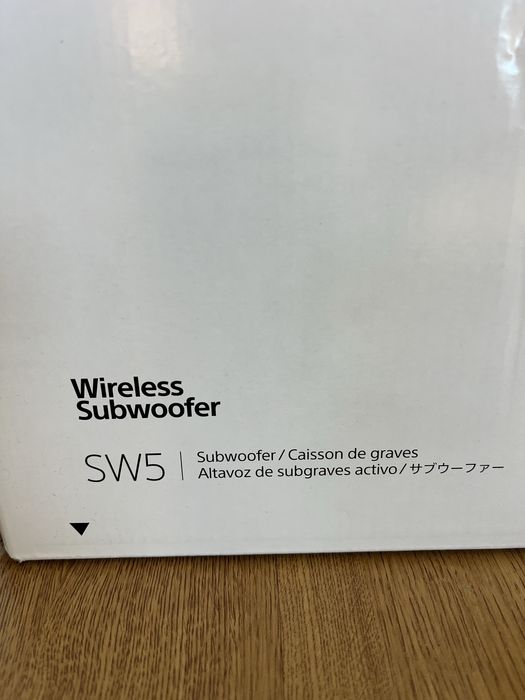 Wireless
Subwoofer
SW5
Subwoofer / Caisson de graves
Altavoz de subgraves activo / サブウーファー